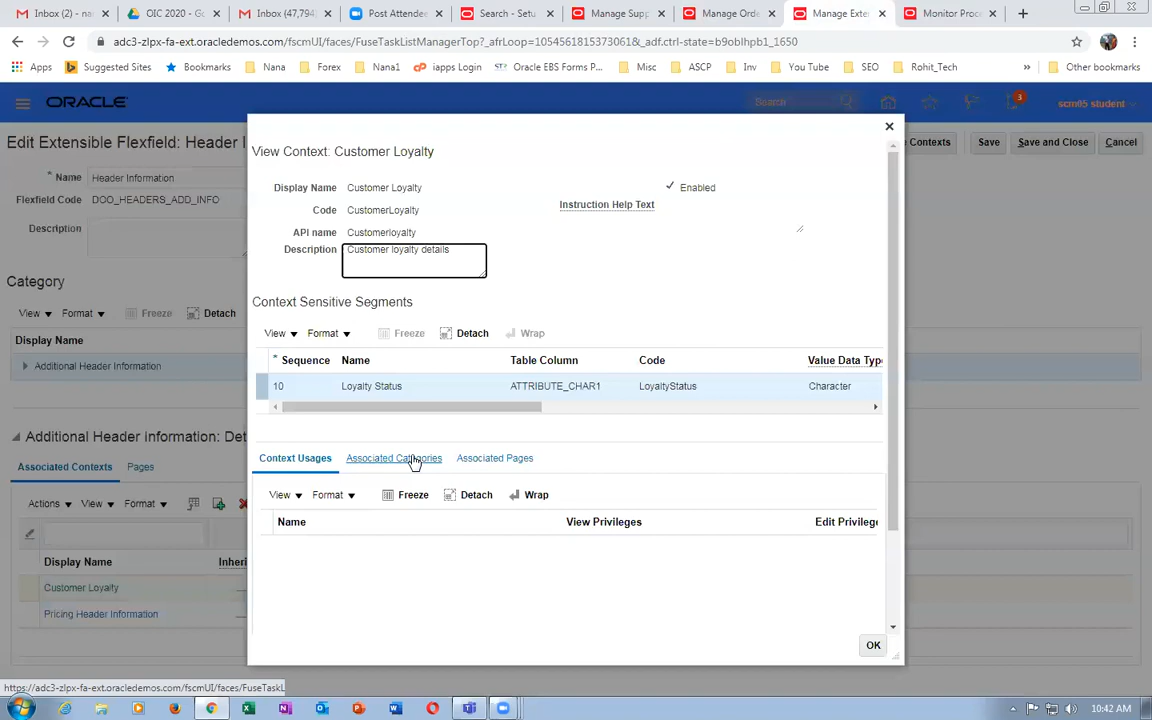 Inbox (2) - na
OIC 2020 - Go
Inbox (47,794)
Post Attendee
Search - Setu
Manage Supp
Manage Orde
Manage Exte
Monitor Proc
adc3-zlpx-fa-ext.oracledemos.com/fscmUI/faces/FuseTaskListManagerTop?_afrLoop=1054561815373061&_adf.ctrl-state=b9oblhpb1_1650
Apps
Suggested Sites
Bookmarks
Nana
Forex
Nana1
iapps Login
Oracle EBS Forms P...
Misc
ASCP
Inv
You Tube
SEO
Rohit_Tech
»
Other bookmarks
ORACLE
Search
3
scm05 student
Edit Extensible Flexfield: Header I
e Contexts
Save
Save and Close
Cancel
* Name Header Information
Flexfield Code DOO_HEADERS_ADD_INFO
Description
Category
View Format Freeze Detach
Display Name
Additional Header Information
Additional Header Information: Det
Associated Contexts Pages
Actions View Format
Display Name Inheri
Customer Loyalty
Pricing Header Information
View Context: Customer Loyalty
Display Name Customer Loyalty
Enabled
Code CustomerLoyalty
Instruction Help Text
API name Customerloyalty
Description Customer loyalty details
Context Sensitive Segments
View Format Freeze Detach Wrap
* Sequence Name Table Column Code Value Data Type
10 Loyalty Status ATTRIBUTE_CHAR1 LoyaltyStatus Character
Context Usages Associated Categories Associated Pages
View Format Freeze Detach Wrap
Name View Privileges Edit Privilege
OK
https://adc3-zlpx-fa-ext.oracledemos.com/fscmUI/faces/FuseTaskL
10:42 AM